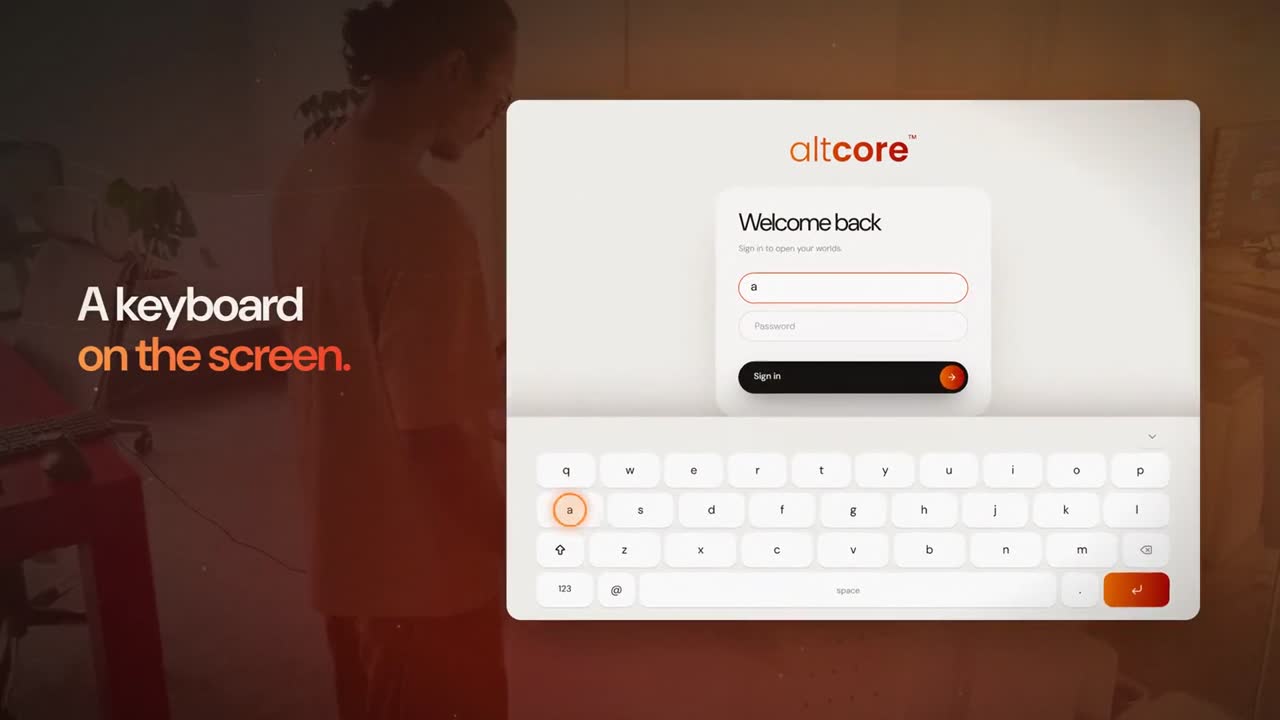 A keyboard
on the screen.
altcore™
Welcome back
Sign in to open your worlds.
a
Password
Sign in
q w e r t y u i o p
a s d f g h j k l
z x c v b n m
123 @ space .